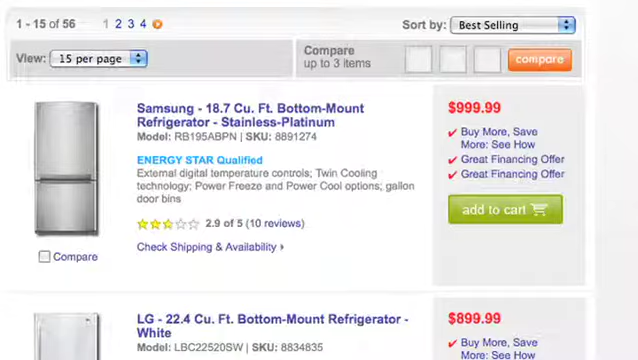 1 - 15 of 56
1 2 3 4
Sort by: Best Selling
View: 15 per page
Compare
up to 3 items
compare
Samsung - 18.7 Cu. Ft. Bottom-Mount
Refrigerator - Stainless-Platinum
Model: RB195ABPN | SKU: 8891274
ENERGY STAR Qualified
External digital temperature controls; Twin Cooling
technology; Power Freeze and Power Cool options; gallon
door bins
2.9 of 5 (10 reviews)
Check Shipping & Availability
Compare
$999.99
Buy More, Save
More: See How
Great Financing Offer
Great Financing Offer
add to cart
LG - 22.4 Cu. Ft. Bottom-Mount Refrigerator -
White
Model: LBC22520SW | SKU: 8834835
$899.99
Buy More, Save
More: See How